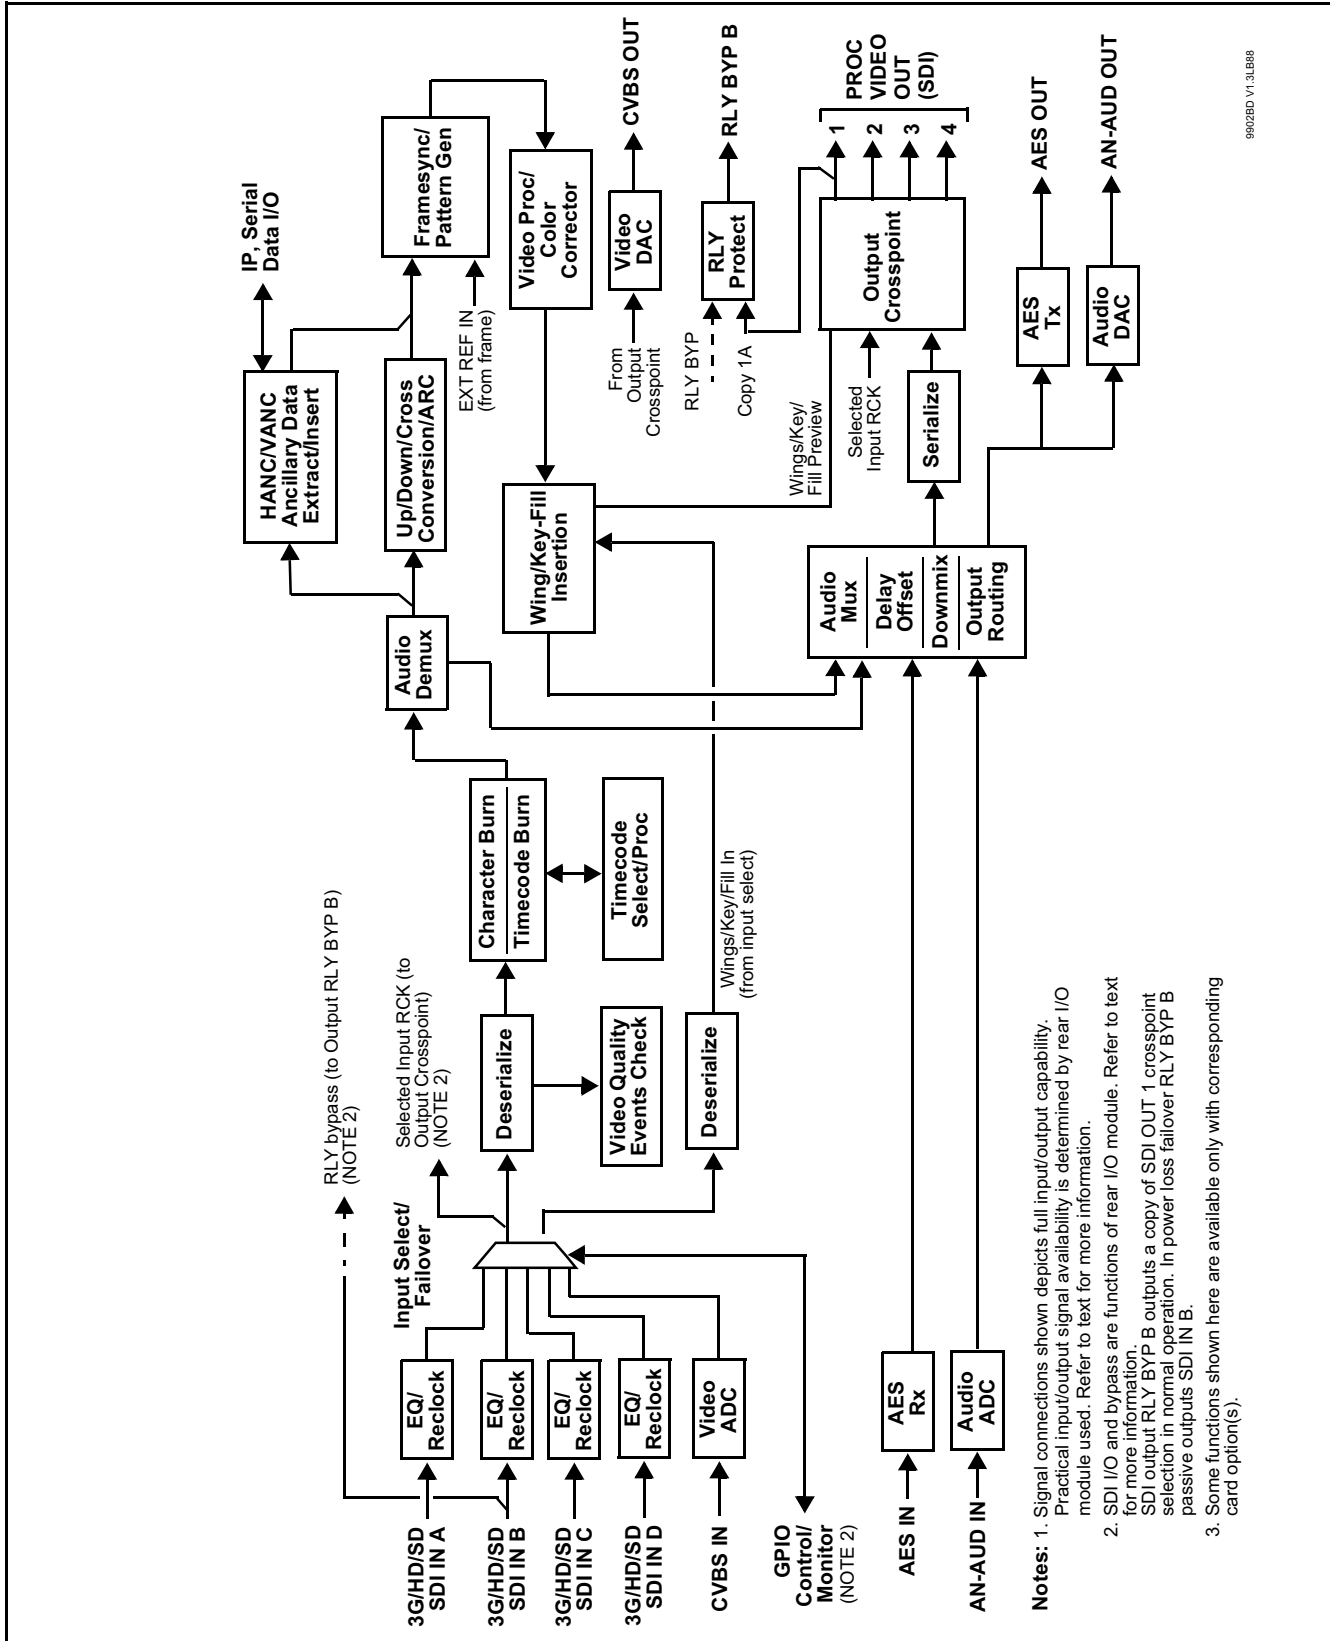 3G/HD/SD
SDI IN A
3G/HD/SD
SDI IN B
3G/HD/SD
SDI IN C
3G/HD/SD
SDI IN D
CVBS IN
GPIO
Control/
Monitor
(NOTE 2)
AES IN
AN-AUD IN
EQ/
Reclock
EQ/
Reclock
EQ/
Reclock
EQ/
Reclock
Video
ADC
AES
Rx
Audio
ADC
Input Select/
Failover
RLY bypass (to Output RLY BYP B)
(NOTE 2)
Selected Input RCK (to
Output Crosspoint)
(NOTE 2)
Deserialize
Video Quality
Events Check
Deserialize
Wings/Key/Fill In
(from input select)
Character Burn
Timecode Burn
Timecode
Select/Proc
Audio
Demux
HANC/VANC
Ancillary Data
Extract/Insert
IP, Serial
Data I/O
Up/Down/Cross
Conversion/ARC
Framesync/
Pattern Gen
EXT REF IN
(from frame)
Video Proc/
Color
Corrector
Wing/Key-Fill
Insertion
From
Output
Crosspoint
Video
DAC
CVBS OUT
RLY BYP
Copy 1A
RLY
Protect
RLY BYP B
Wings/Key/
Fill Preview
Selected
Input RCK
Output
Crosspoint
1
2
3
4
PROC
VIDEO
OUT
(SDI)
Serialize
Audio
Mux
Delay
Offset
Downmix
Output
Routing
AES
Tx
Audio
DAC
AES OUT
AN-AUD OUT
Notes: 1. Signal connections shown depicts full input/output capability.
Practical input/output signal availability is determined by rear I/O
module used. Refer to text for more information.
2. SDI I/O and bypass are functions of rear I/O module. Refer to text
for more information.
SDI output RLY BYP B outputs a copy of SDI OUT 1 crosspoint
selection in normal operation. In power loss failover RLY BYP B
passive outputs SDI IN B.
3. Some functions shown here are available only with corresponding
card option(s).
9902BD V1.3LB88